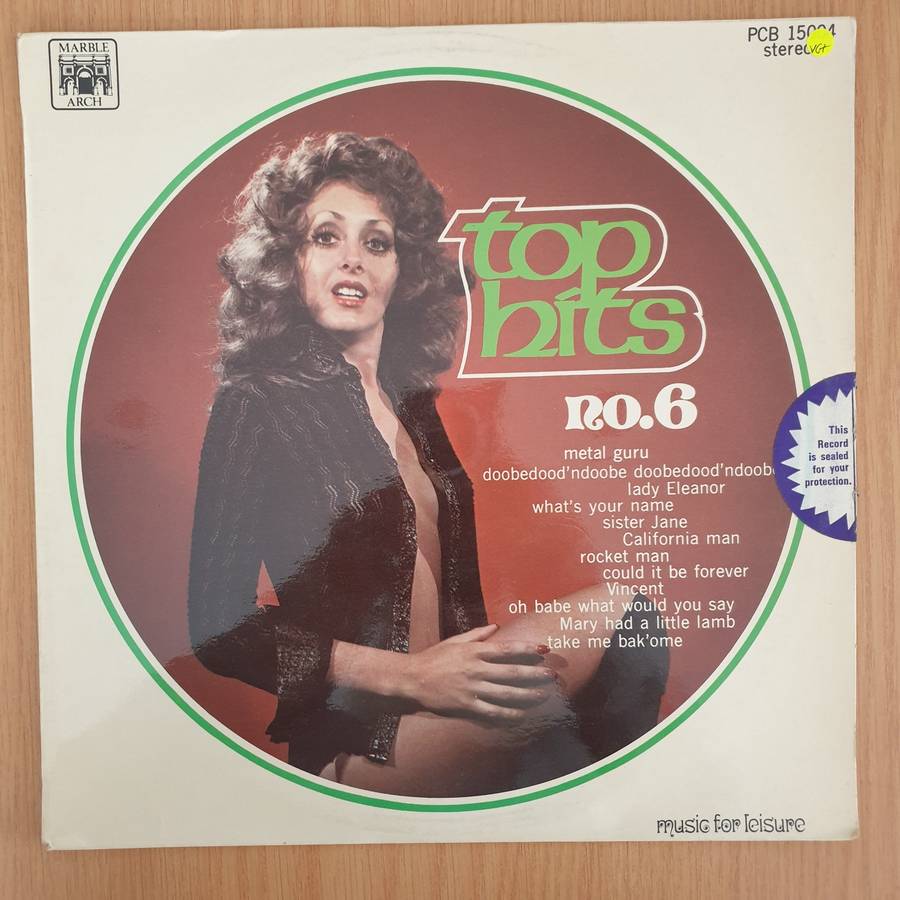 MARBLE
ARCH
PCB 15
stereo
VG+
top
hits
no.6
metal guru
doobedood'ndoobe doobedood'ndoobe
lady Eleanor
what's your name
sister Jane
California man
rocket man
could it be forever
Vincent
oh babe what would you say
Mary had a little lamb
take me bak'ome
This
Record
is sealed
for your
protection.
music for leisure